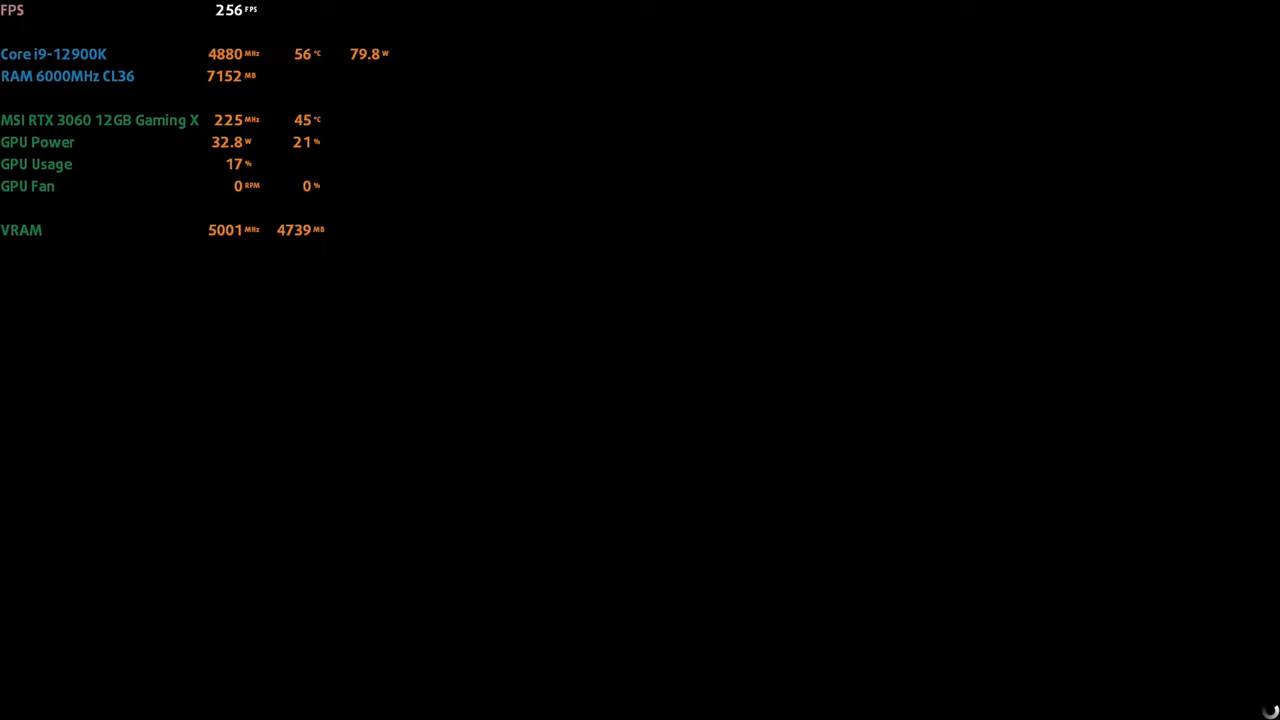 FPS 256 FPS
Core i9-12900K 4880 MHz 56 °C 79.8 W
RAM 6000MHz CL36 7152 MB
MSI RTX 3060 12GB Gaming X 225 MHz 45 °C
GPU Power 32.8 W 21 %
GPU Usage 17 %
GPU Fan 0 RPM 0 %
VRAM 5001 MHz 4739 MB